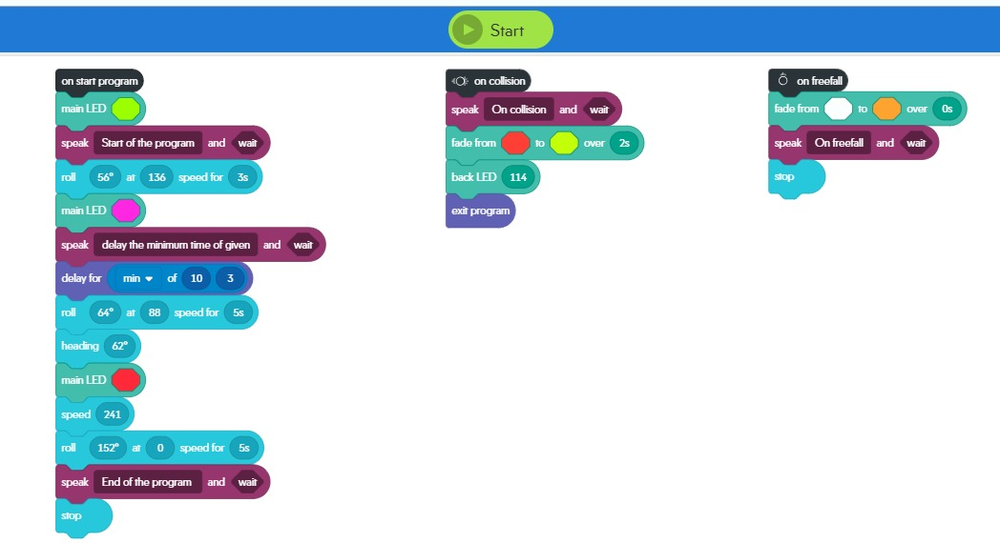 Start
on start program
main LED
speak Start of the program and wait
roll 56° at 136 speed for 3s
main LED
speak delay the minimum time of given and wait
delay for min of 10 3
roll 64° at 88 speed for 5s
heading 62°
main LED
speed 241
roll 152° at 0 speed for 5s
speak End of the program and wait
stop
on collision
speak On collision and wait
fade from to over 2s
back LED 114
exit program
on freefall
fade from to over 0s
speak On freefall and wait
stop